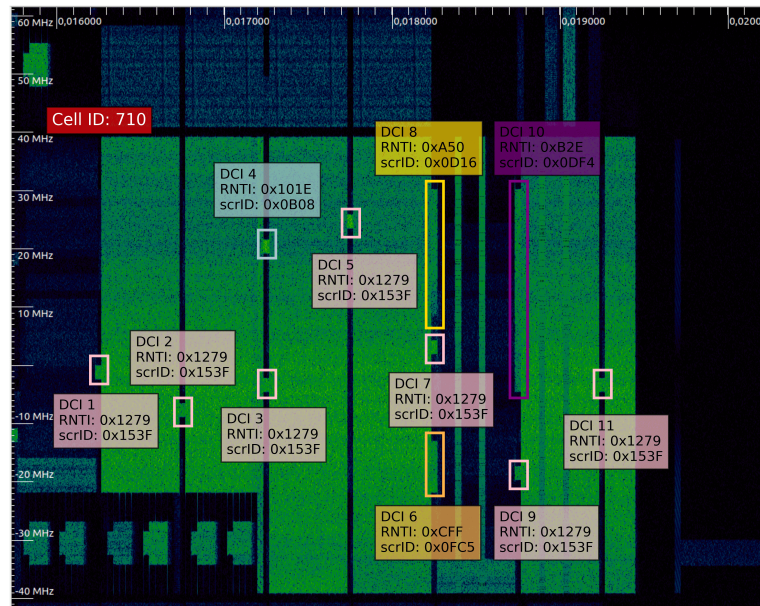 60 MHz
0,016000
0,017000
0,018000
0,019000
0,0200
50 MHz
Cell ID: 710
40 MHz
DCI 8
RNTI: 0xA50
scrID: 0x0D16
DCI 10
RNTI: 0xB2E
scrID: 0x0DF4
DCI 4
RNTI: 0x101E
scrID: 0x0B08
30 MHz
20 MHz
DCI 5
RNTI: 0x1279
scrID: 0x153F
10 MHz
DCI 2
RNTI: 0x1279
scrID: 0x153F
DCI 1
RNTI: 0x1279
scrID: 0x153F
DCI 3
RNTI: 0x1279
scrID: 0x153F
DCI 7
RNTI: 0x1279
scrID: 0x153F
DCI 11
RNTI: 0x1279
scrID: 0x153F
-10 MHz
-20 MHz
DCI 6
RNTI: 0xCFF
scrID: 0x0FC5
DCI 9
RNTI: 0x1279
scrID: 0x153F
-30 MHz
-40 MHz